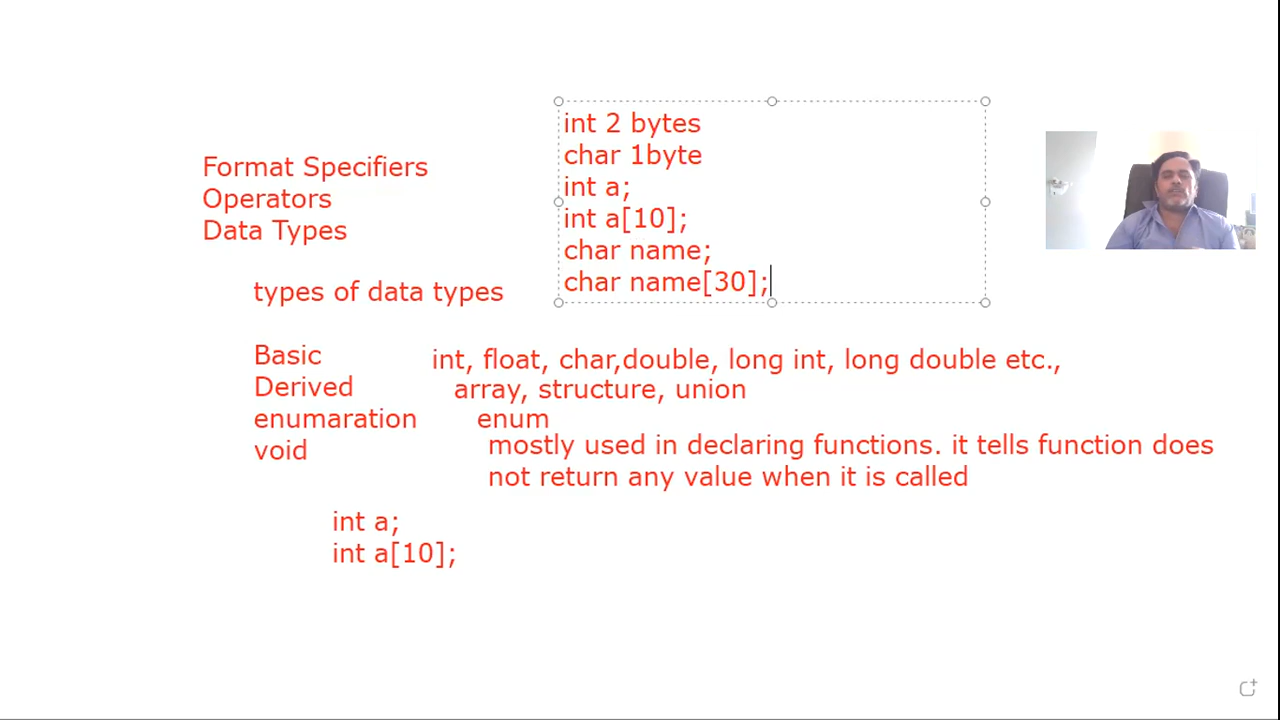 int 2 bytes
char 1byte
int a;
int a[10];
char name;
char name[30];
Format Specifiers
Operators
Data Types
types of data types
Basic int, float, char,double, long int, long double etc.,
Derived array, structure, union
enumaration enum
void mostly used in declaring functions. it tells function does
not return any value when it is called
int a;
int a[10];